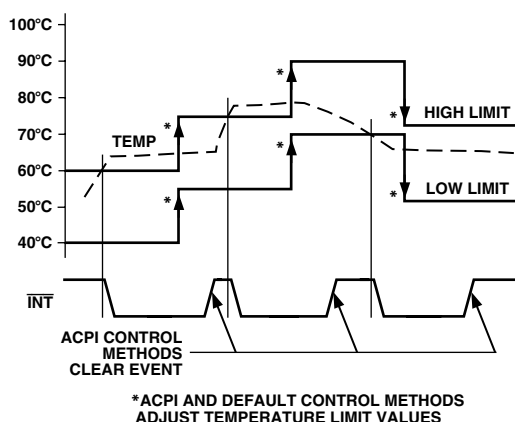 100°C
90°C
80°C
70°C
60°C
50°C
40°C
TEMP
*
*
*
*
*
*
HIGH LIMIT
LOW LIMIT
INT
ACPI CONTROL
METHODS
CLEAR EVENT
*ACPI AND DEFAULT CONTROL METHODS
ADJUST TEMPERATURE LIMIT VALUES